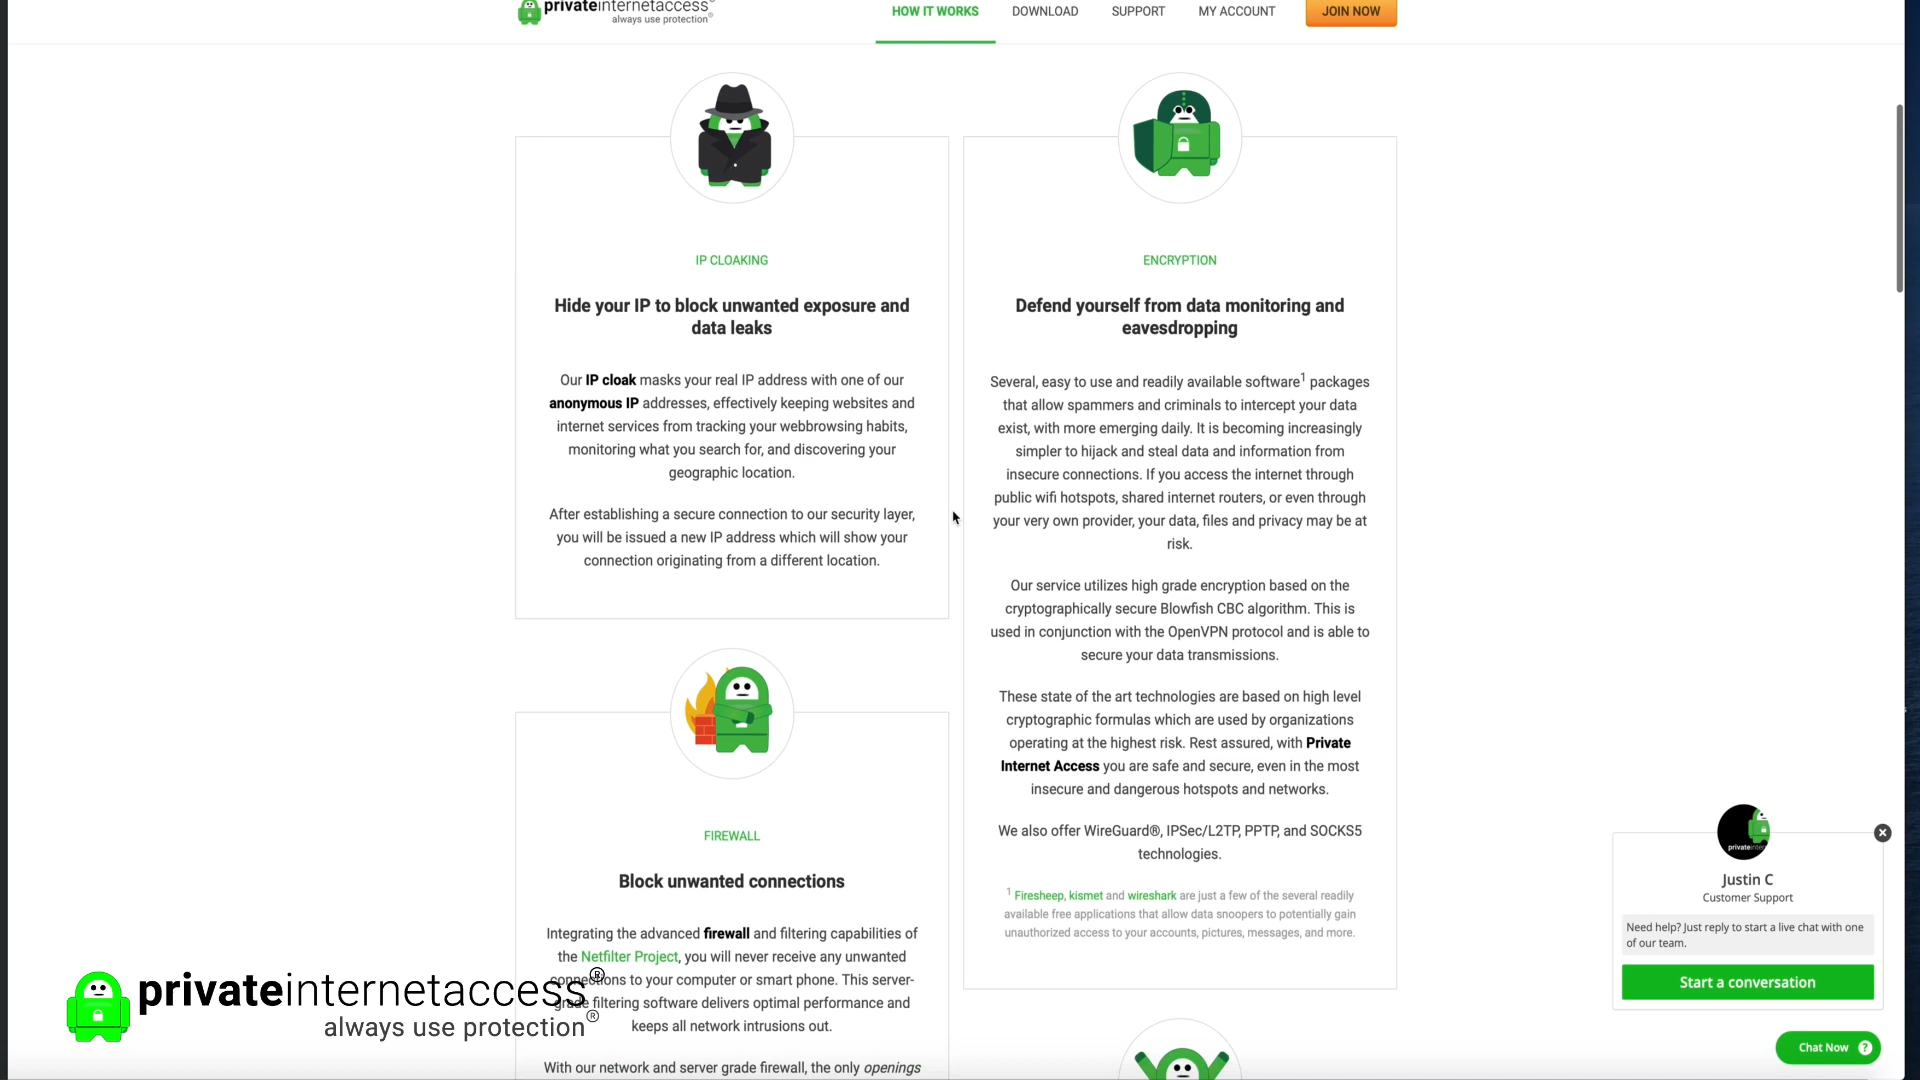 privateinternetaccess®
always use protection®
HOW IT WORKS
DOWNLOAD
SUPPORT
MY ACCOUNT
JOIN NOW
IP CLOAKING
Hide your IP to block unwanted exposure and
data leaks
Our IP cloak masks your real IP address with one of our
anonymous IP addresses, effectively keeping websites and
internet services from tracking your webbrowsing habits,
monitoring what you search for, and discovering your
geographic location.
After establishing a secure connection to our security layer,
you will be issued a new IP address which will show your
connection originating from a different location.
ENCRYPTION
Defend yourself from data monitoring and
eavesdropping
Several, easy to use and readily available software1 packages
that allow spammers and criminals to intercept your data
exist, with more emerging daily. It is becoming increasingly
simpler to hijack and steal data and information from
insecure connections. If you access the internet through
public wifi hotspots, shared internet routers, or even through
your very own provider, your data, files and privacy may be at
risk.
Our service utilizes high grade encryption based on the
cryptographically secure Blowfish CBC algorithm. This is
used in conjunction with the OpenVPN protocol and is able to
secure your data transmissions.
These state of the art technologies are based on high level
cryptographic formulas which are used by organizations
operating at the highest risk. Rest assured, with Private
Internet Access you are safe and secure, even in the most
insecure and dangerous hotspots and networks.
We also offer WireGuard®, IPSec/L2TP, PPTP, and SOCKS5
technologies.
1 Firesheep, kismet and wireshark are just a few of the several readily
available free applications that allow data snoopers to potentially gain
unauthorized access to your accounts, pictures, messages, and more.
FIREWALL
Block unwanted connections
Integrating the advanced firewall and filtering capabilities of
the Netfilter Project, you will never receive any unwanted
connections to your computer or smart phone. This server-
grade filtering software delivers optimal performance and
keeps all network intrusions out.
With our network and server grade firewall, the only openings
privateinternetaccess®
always use protection®
Justin C
Customer Support
Need help? Just reply to start a live chat with one
of our team.
Start a conversation
Chat Now ?